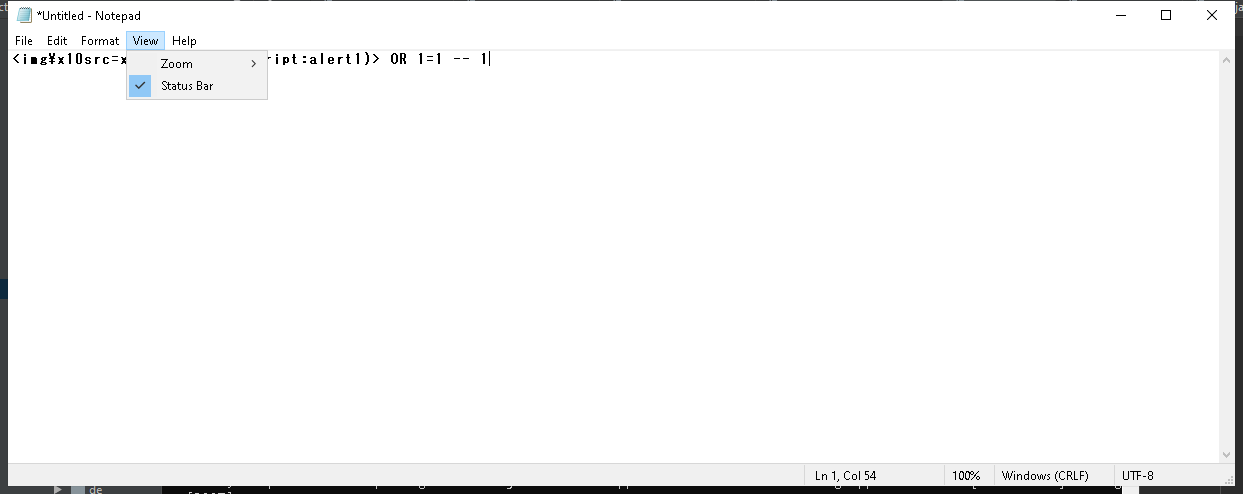 *Untitled - Notepad
File Edit Format View Help
<img¥x10src=x ript:alert1)> OR 1=1 -- 1
Zoom
Status Bar
Ln 1, Col 54 100% Windows (CRLF) UTF-8
de